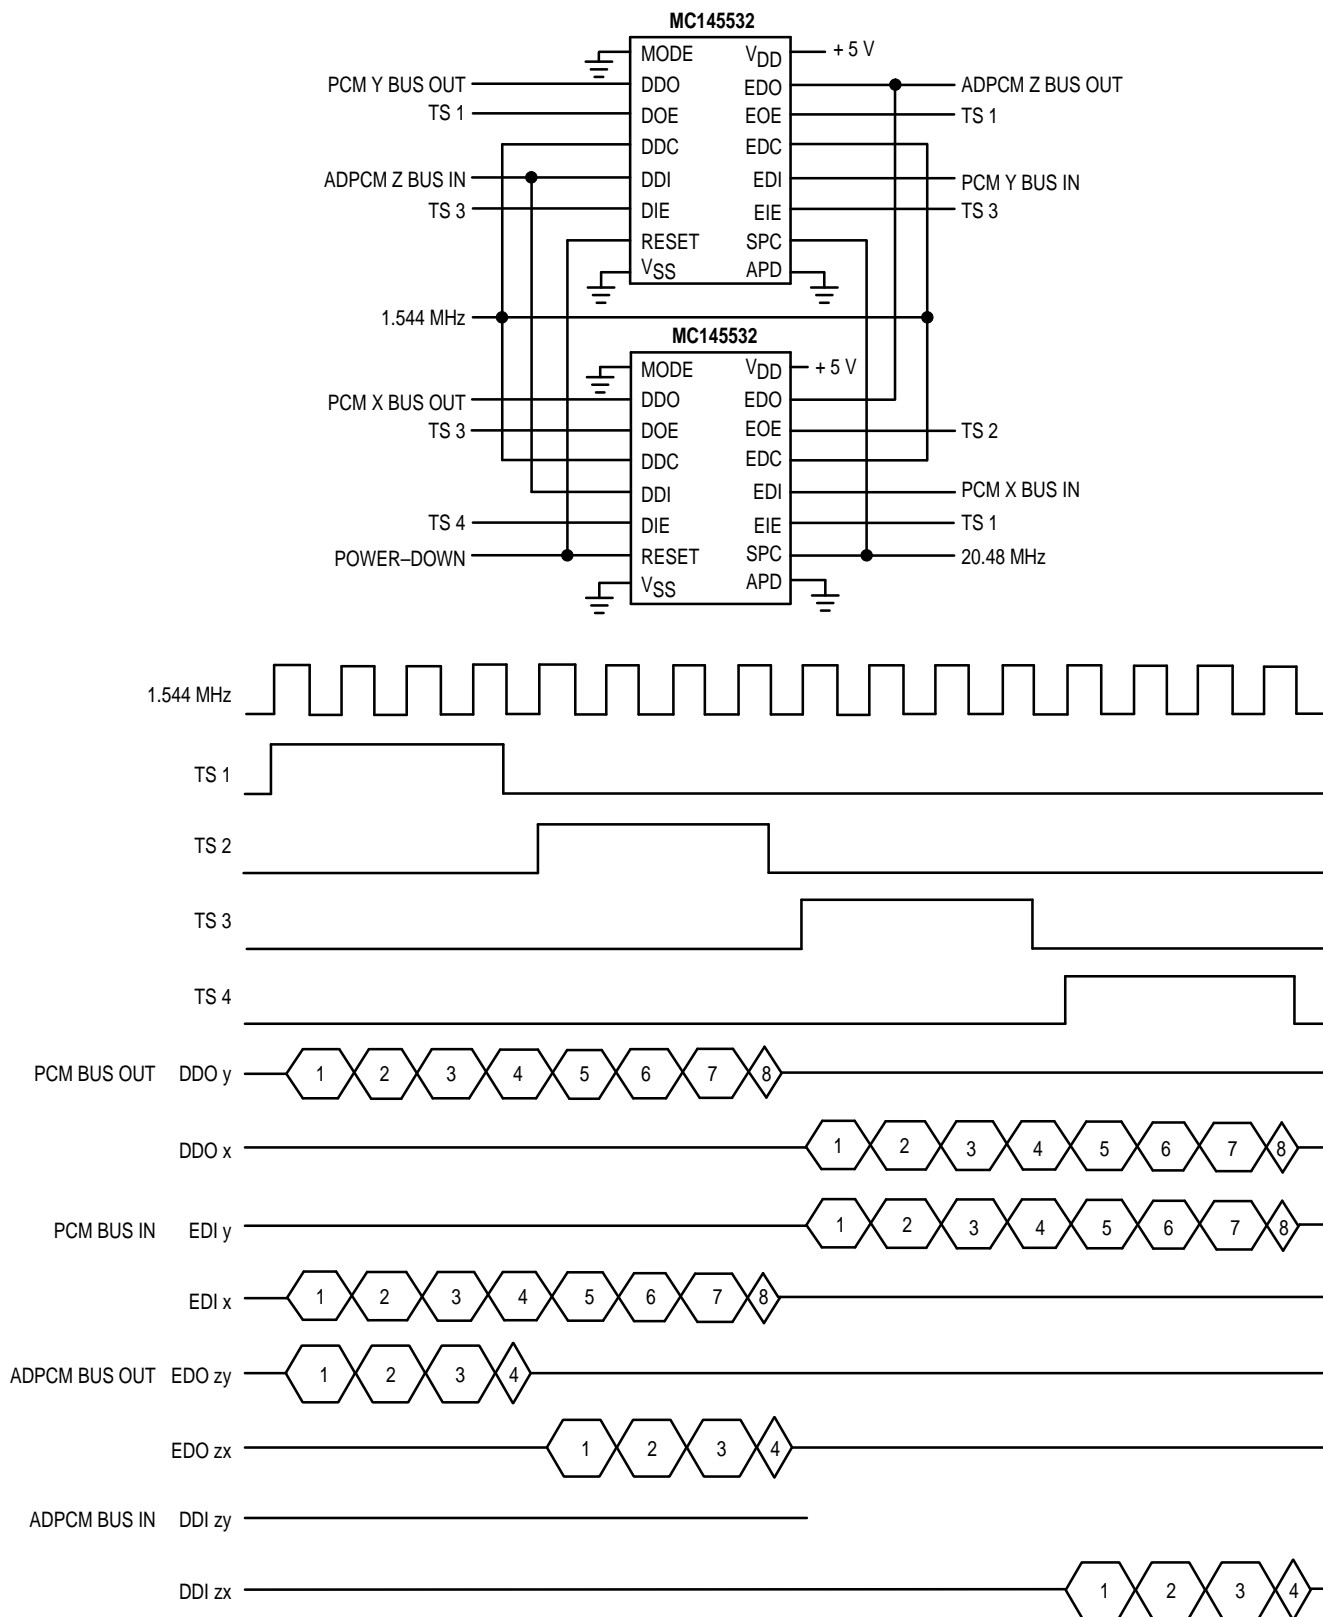 MC145532
MODE VDD + 5 V
PCM Y BUS OUT DDO EDO ADPCM Z BUS OUT
TS 1 DOE EOE TS 1
DDC EDC
ADPCM Z BUS IN DDI EDI PCM Y BUS IN
TS 3 DIE EIE TS 3
RESET SPC
VSS APD
1.544 MHz
MC145532
MODE VDD + 5 V
PCM X BUS OUT DDO EDO
TS 3 DOE EOE TS 2
DDC EDC
DDI EDI PCM X BUS IN
TS 4 DIE EIE TS 1
POWER–DOWN RESET SPC 20.48 MHz
VSS APD
1.544 MHz
TS 1
TS 2
TS 3
TS 4
PCM BUS OUT DDO y 1 2 3 4 5 6 7 8
DDO x 1 2 3 4 5 6 7 8
PCM BUS IN EDI y 1 2 3 4 5 6 7 8
EDI x 1 2 3 4 5 6 7 8
ADPCM BUS OUT EDO zy 1 2 3 4
EDO zx 1 2 3 4
ADPCM BUS IN DDI zy
DDI zx 1 2 3 4